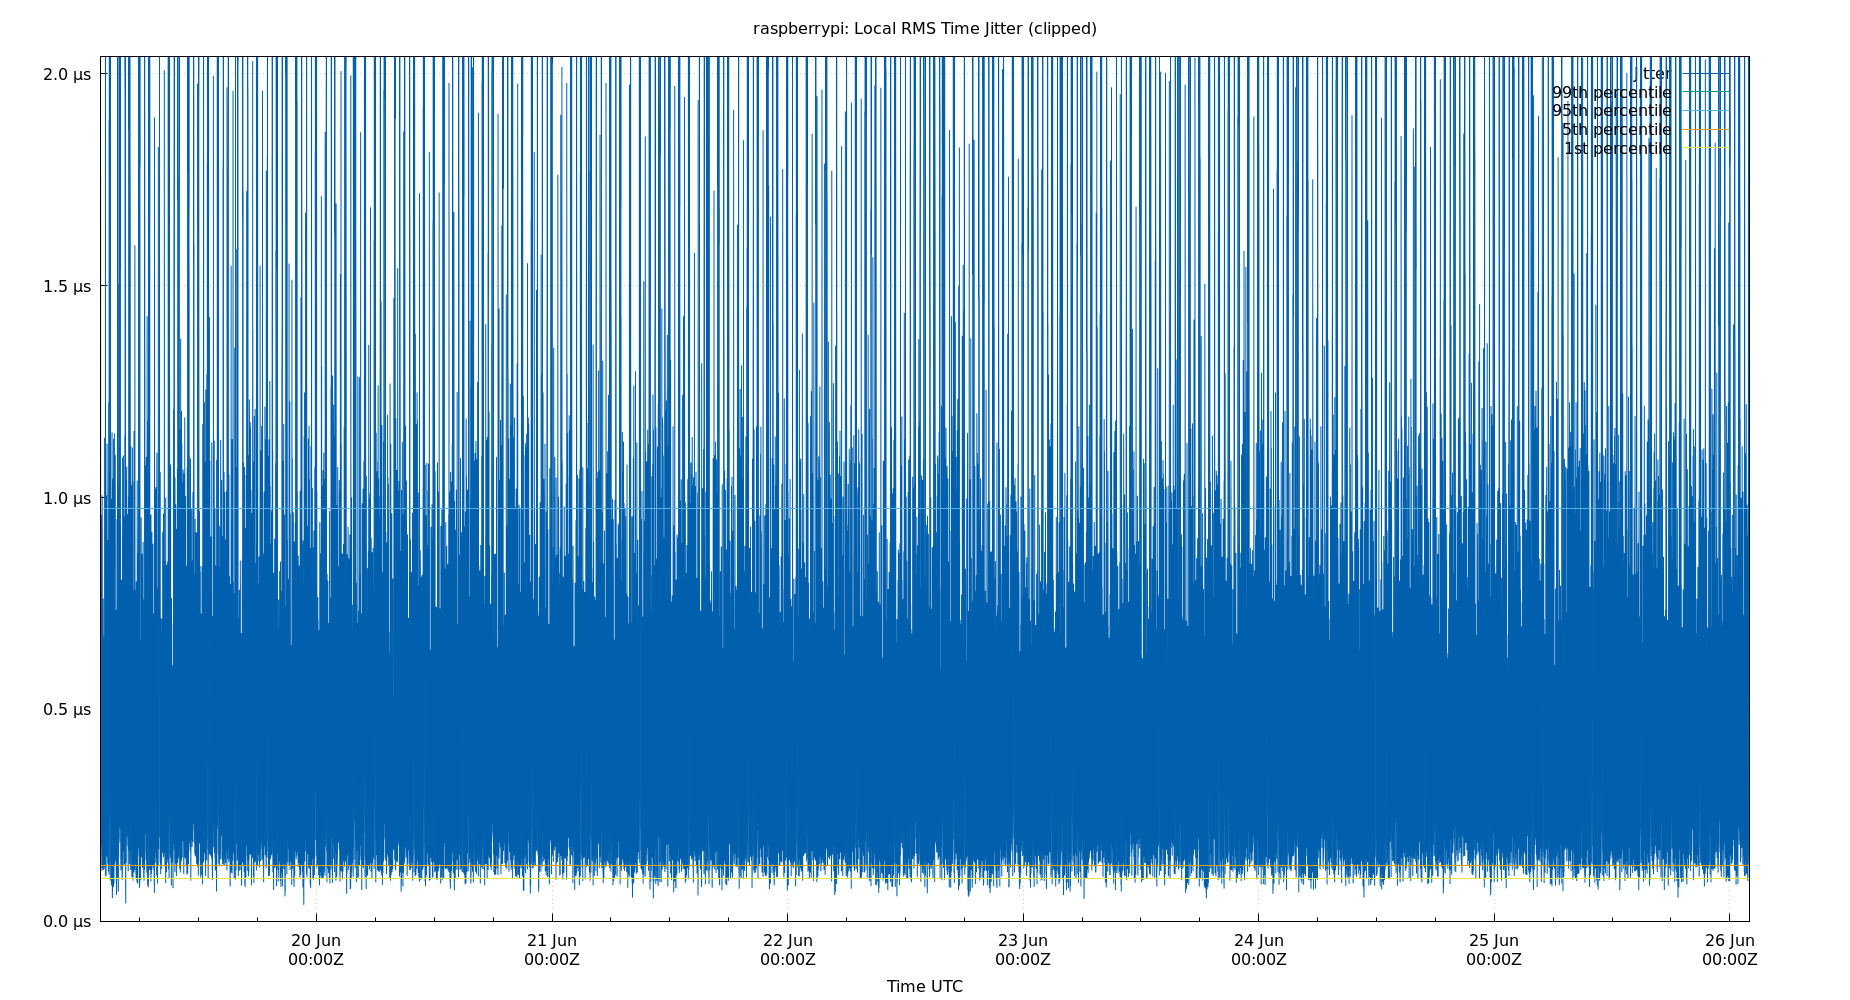 raspberrypi: Local RMS Time Jitter (clipped)
2.0 µs
1.5 µs
1.0 µs
0.5 µs
0.0 µs
jitter
99th percentile
95th percentile
5th percentile
1st percentile
20 Jun 21 Jun 22 Jun 23 Jun 24 Jun 25 Jun 26 Jun
00:00Z 00:00Z 00:00Z 00:00Z 00:00Z 00:00Z 00:00Z
Time UTC